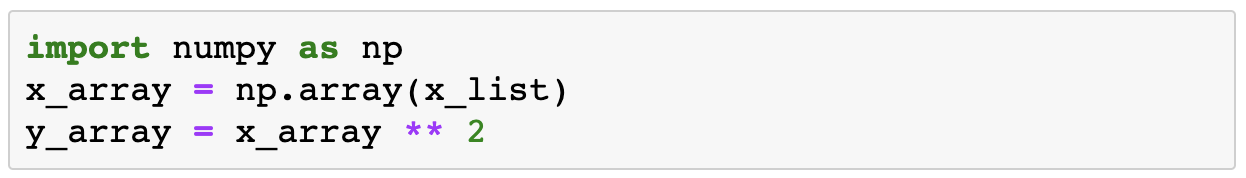 import numpy as np
x_array = np.array(x_list)
y_array = x_array ** 2